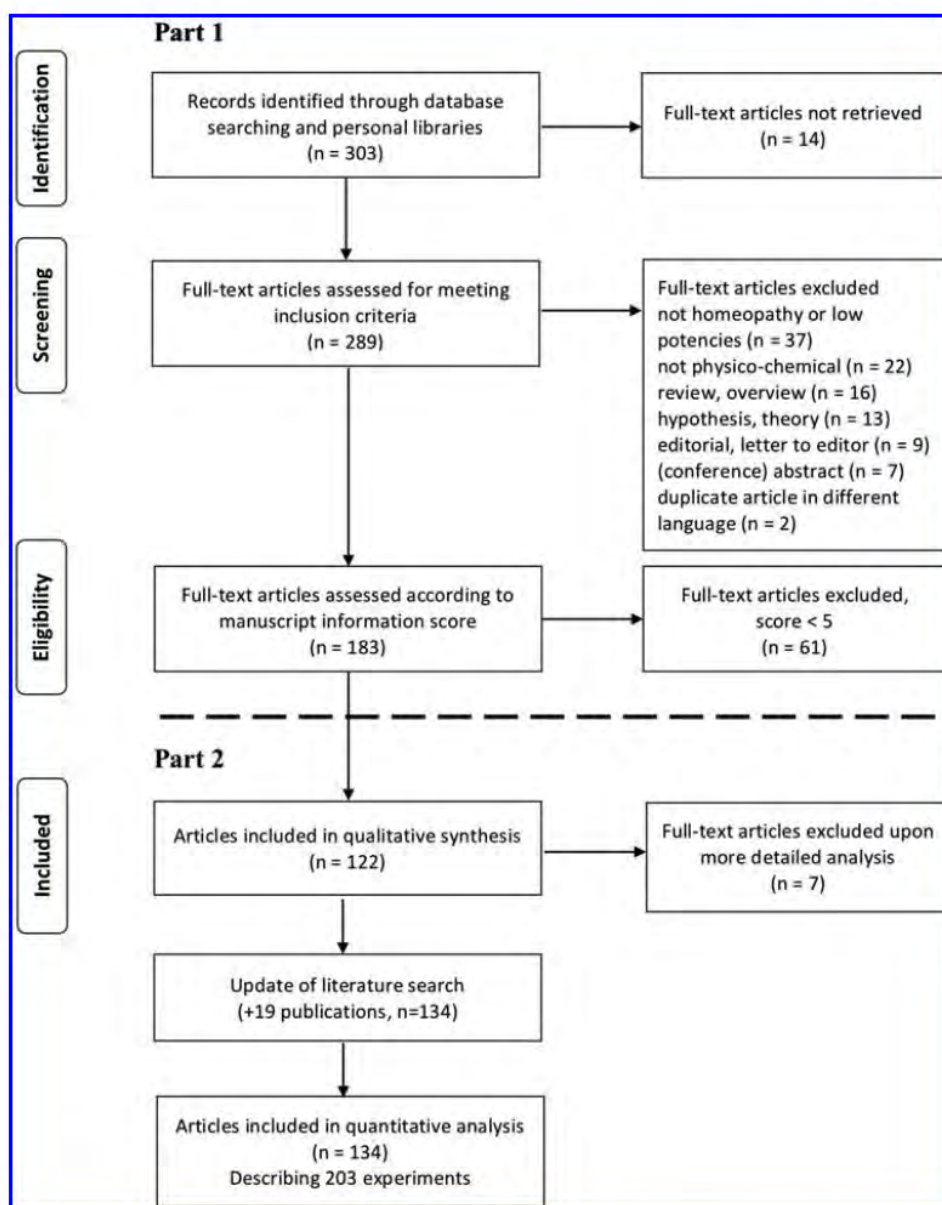 Part 1
Identification
Records identified through database
searching and personal libraries
(n = 303)
Full-text articles not retrieved
(n = 14)
Screening
Full-text articles assessed for meeting
inclusion criteria
(n = 289)
Full-text articles excluded
not homeopathy or low
potencies (n = 37)
not physico-chemical (n = 22)
review, overview (n = 16)
hypothesis, theory (n = 13)
editorial, letter to editor (n = 9)
(conference) abstract (n = 7)
duplicate article in different
language (n = 2)
Eligibility
Full-text articles assessed according to
manuscript information score
(n = 183)
Full-text articles excluded,
score < 5
(n = 61)
Part 2
Included
Articles included in qualitative synthesis
(n = 122)
Full-text articles excluded upon
more detailed analysis
(n = 7)
Update of literature search
(+19 publications, n=134)
Articles included in quantitative analysis
(n = 134)
Describing 203 experiments